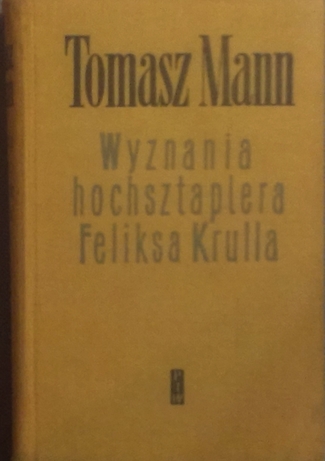 Tomasz Mann
Wyznania
hochsztaplera
Feliksa Krulla
P
I
W